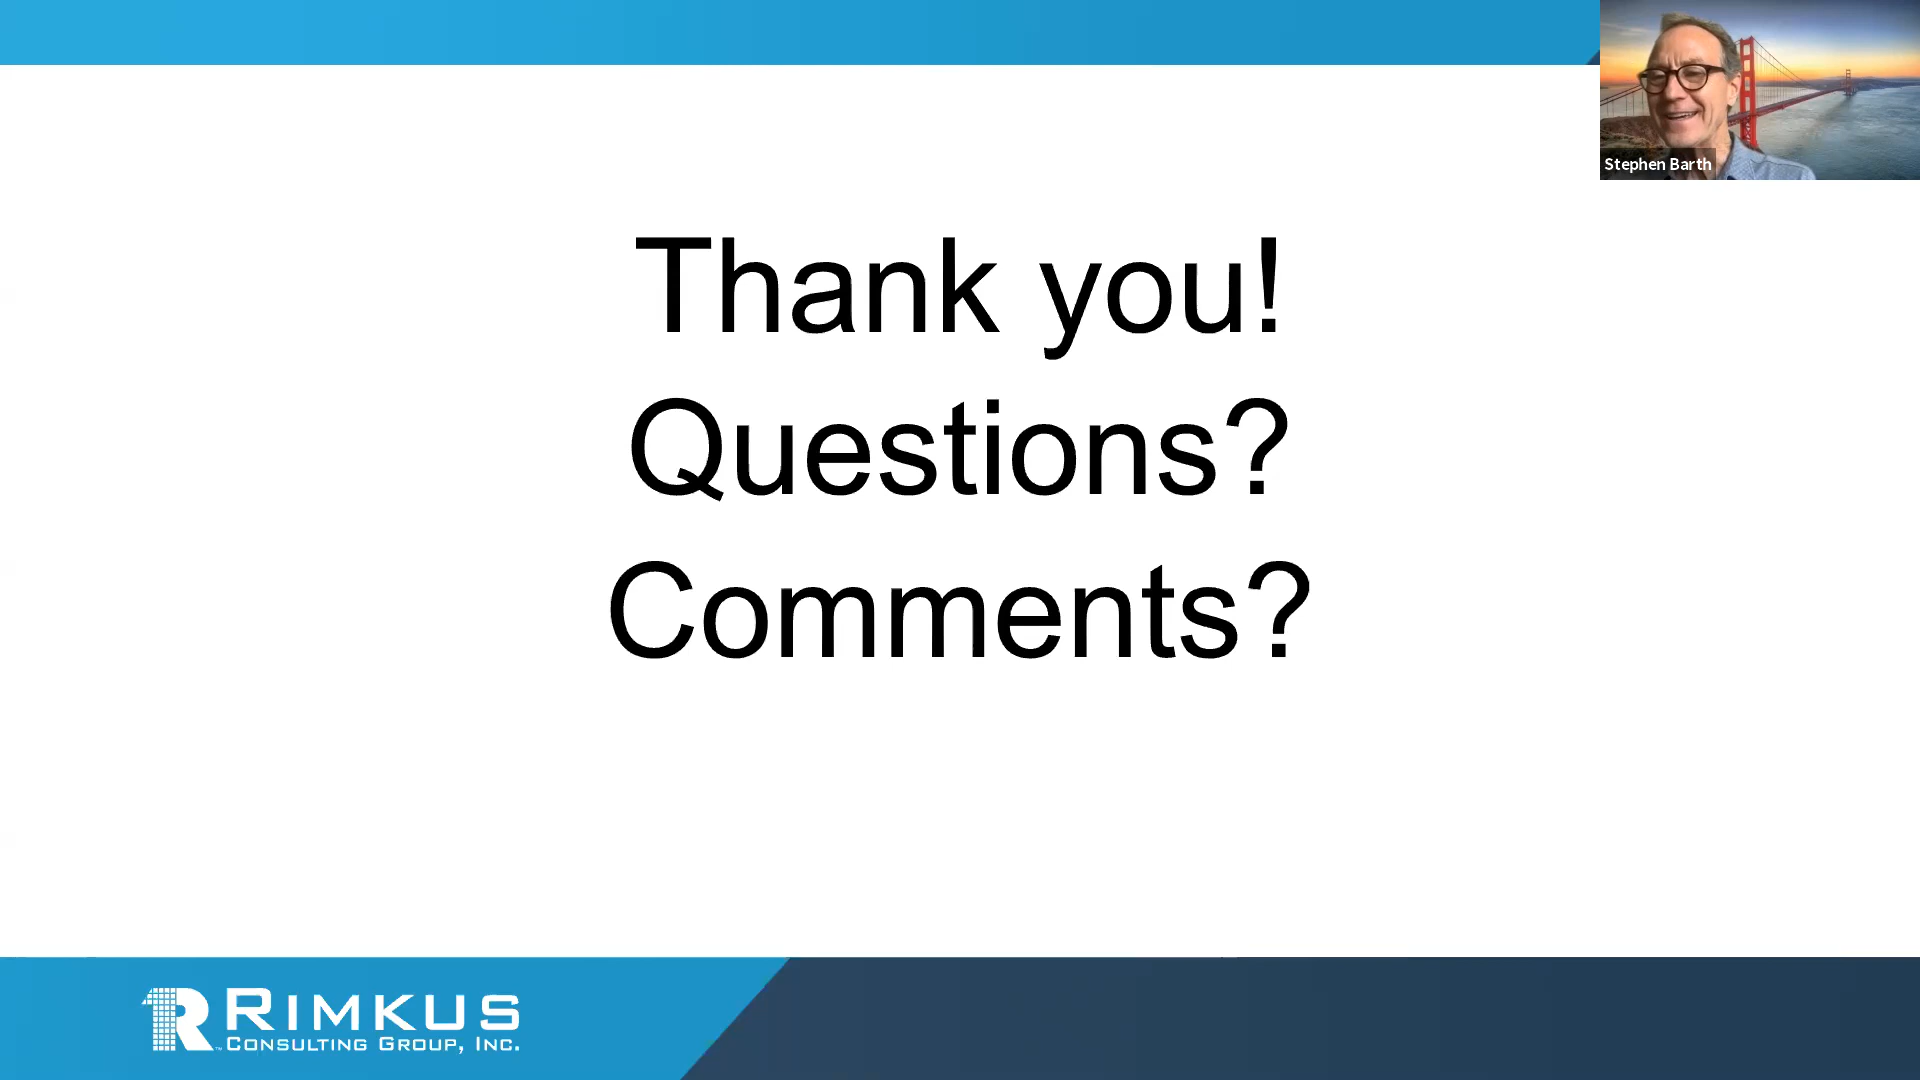 Stephen Barth
Thank you!
Questions?
Comments?
RIMKUS
CONSULTING GROUP, INC.